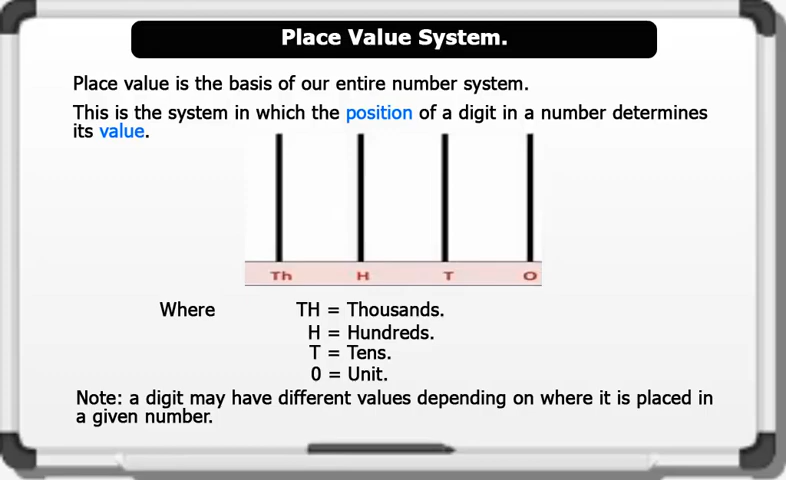 Place Value System.
Place value is the basis of our entire number system.
This is the system in which the position of a digit in a number determines
its value.
Th H T O
Where TH = Thousands.
H = Hundreds.
T = Tens.
0 = Unit.
Note: a digit may have different values depending on where it is placed in
a given number.